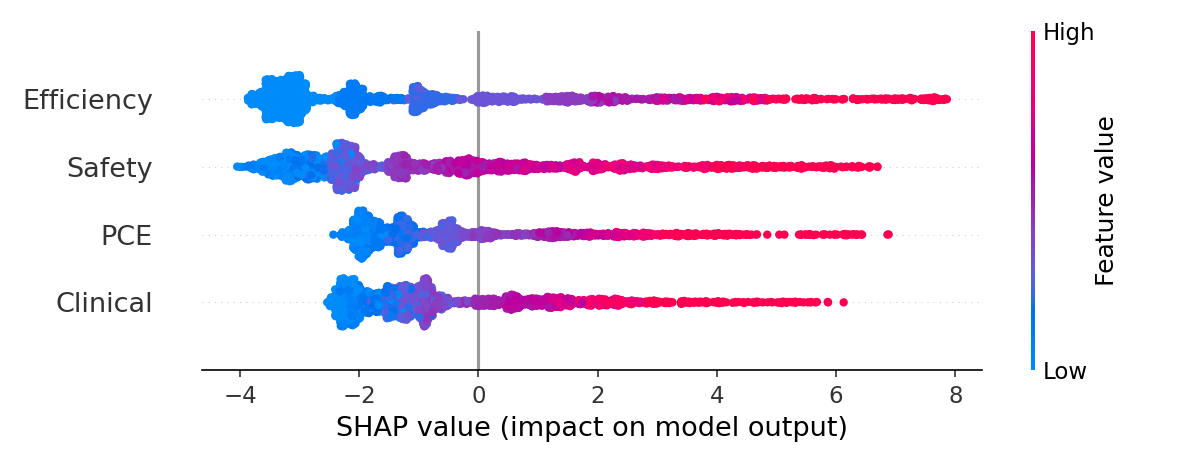 High
Efficiency
Safety
PCE
Clinical
Feature value
Low
−4 −2 0 2 4 6 8
SHAP value (impact on model output)